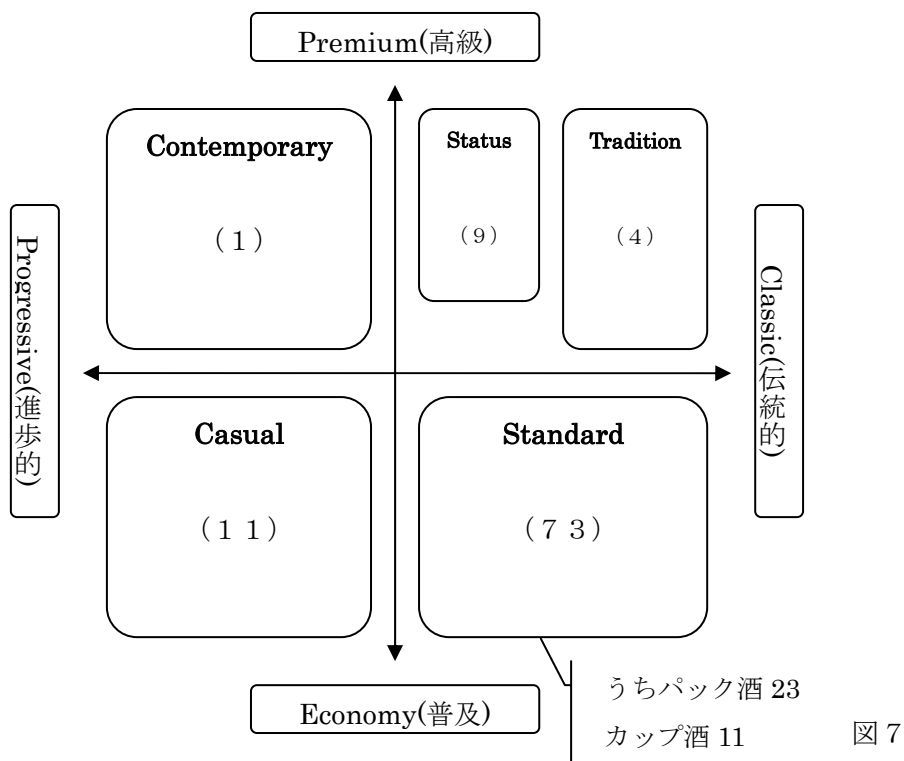 Premium(高級)
Contemporary
（１）
Status
（９）
Tradition
（４）
Progressive(進歩的)
Classic(伝統的)
Casual
（１１）
Standard
（７３）
Economy(普及)
うちパック酒 23
カップ酒 11
図 7